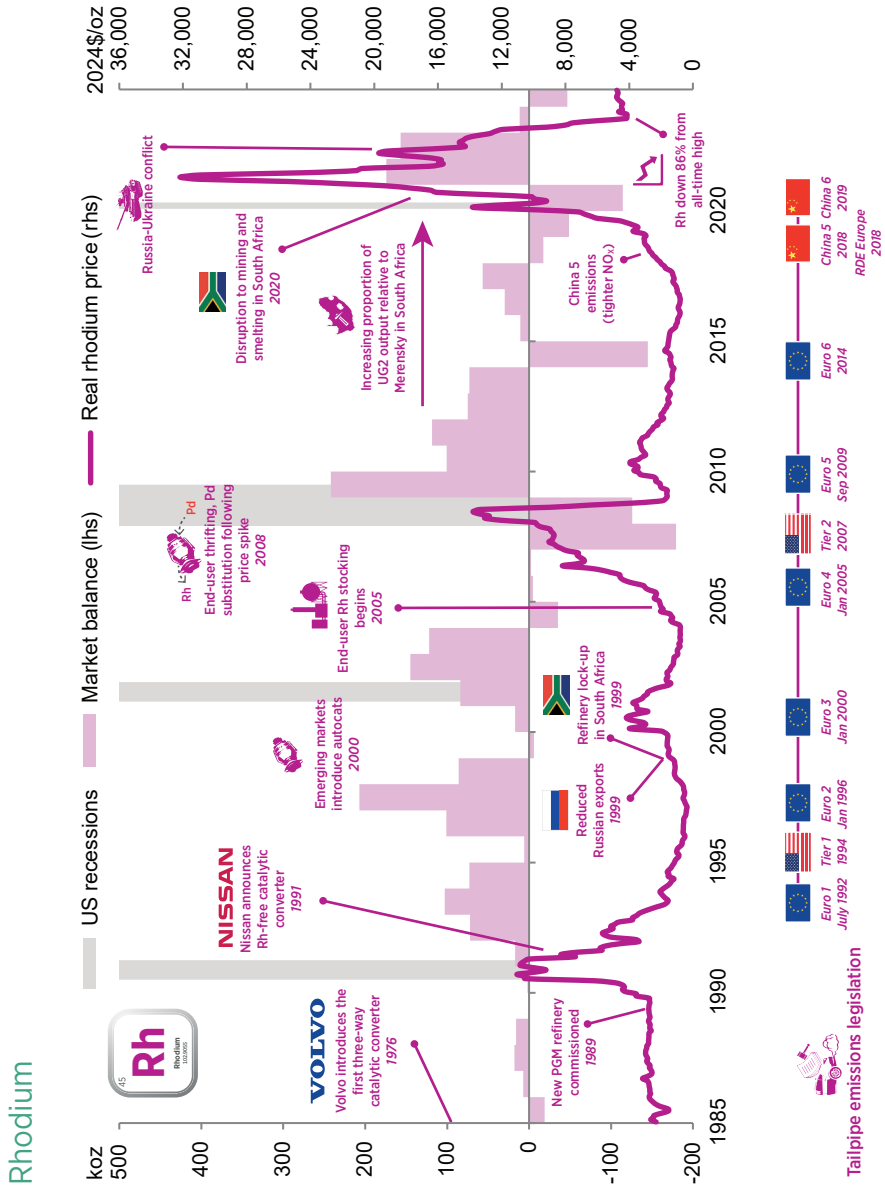 Rhodium
US recessions
Market balance (lhs)
Real rhodium price (rhs)
koz
2024$/oz
500
400
300
200
100
0
-100
-200
36,000
32,000
28,000
24,000
20,000
16,000
12,000
8,000
4,000
0
1985
1990
1995
2000
2005
2010
2015
2020
45
Rh
Rhodium
102.9055
VOLVO
Volvo introduces the
first three-way
catalytic converter
1976
New PGM refinery
commissioned
1989
NISSAN
Nissan announces
Rh-free catalytic
converter
1991
Emerging markets
introduce autocats
2000
Reduced
Russian exports
1999
Refinery lock-up
in South Africa
1999
End-user Rh stocking
begins
2005
Rh
Pd
End-user thrifting, Pd
substitution following
price spike
2008
Increasing proportion of
UG2 output relative to
Merensky in South Africa
Disruption to mining and
smelting in South Africa
2020
Russia-Ukraine conflict
China 5
emissions
(tighter NOₓ)
Rh down 86% from
all-time high
Tailpipe emissions legislation
Euro 1
July 1992
Tier 1
1994
Euro 2
Jan 1996
Euro 3
Jan 2000
Euro 4
Jan 2005
Tier 2
2007
Euro 5
Sep 2009
Euro 6
2014
China 5
2018
RDE Europe
2018
China 6
2019